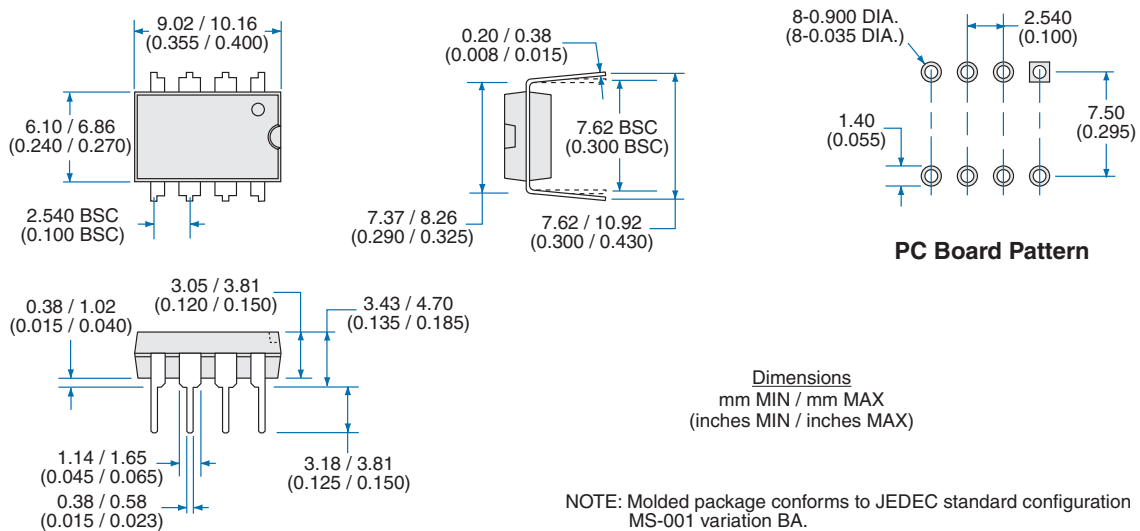 9.02 / 10.16
(0.355 / 0.400)
6.10 / 6.86
(0.240 / 0.270)
2.540 BSC
(0.100 BSC)
0.20 / 0.38
(0.008 / 0.015)
7.62 BSC
(0.300 BSC)
7.37 / 8.26
(0.290 / 0.325)
7.62 / 10.92
(0.300 / 0.430)
8-0.900 DIA.
(8-0.035 DIA.)
2.540
(0.100)
1.40
(0.055)
7.50
(0.295)
PC Board Pattern
0.38 / 1.02
(0.015 / 0.040)
3.05 / 3.81
(0.120 / 0.150)
3.43 / 4.70
(0.135 / 0.185)
1.14 / 1.65
(0.045 / 0.065)
0.38 / 0.58
(0.015 / 0.023)
3.18 / 3.81
(0.125 / 0.150)
Dimensions
mm MIN / mm MAX
(inches MIN / inches MAX)
NOTE: Molded package conforms to JEDEC standard configuration
MS-001 variation BA.